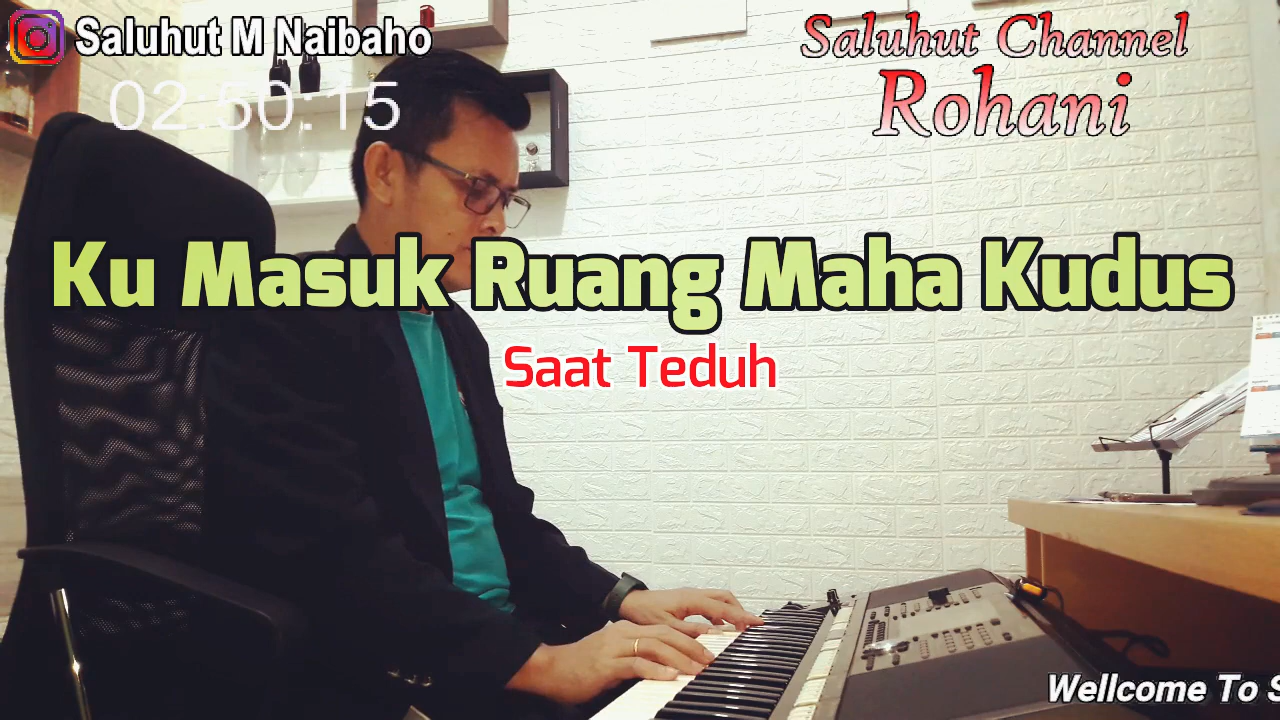 Saluhut M Naibaho
02:50:15
Saluhut Channel
Rohani
Ku Masuk Ruang Maha Kudus
Saat Teduh
Wellcome To S